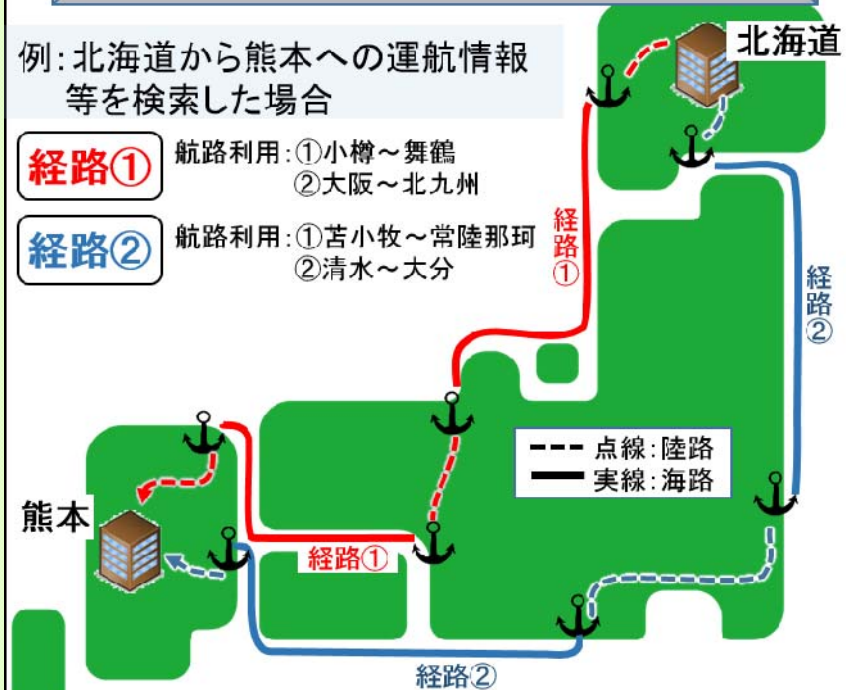 例:北海道から熊本への運航情報
等を検索した場合
北海道
経路①
航路利用:①小樽～舞鶴
②大阪～北九州
経路②
航路利用:①苫小牧～常陸那珂
②清水～大分
経路①
経路②
点線:陸路
実線:海路
熊本
経路①
経路②